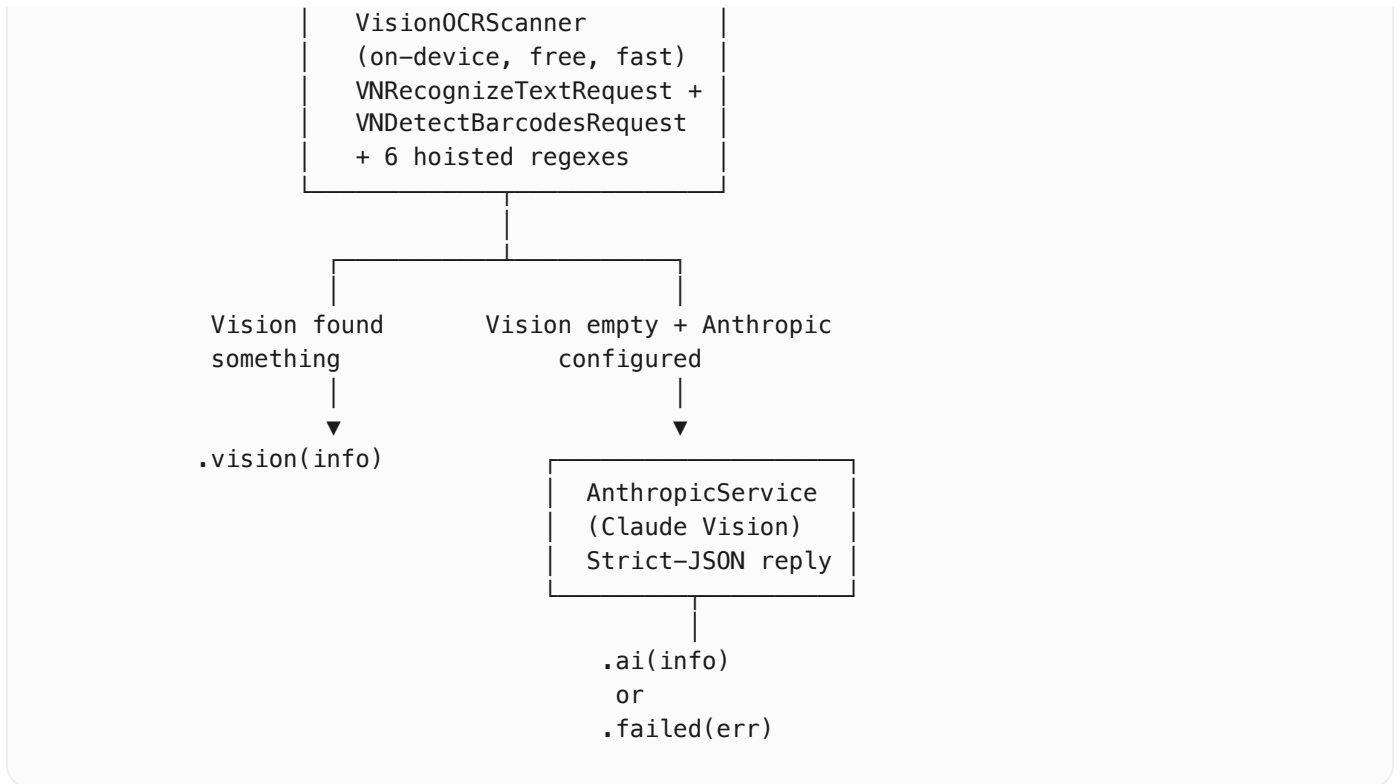 VisionOCRScanner
(on-device, free, fast)
VNRecognizeTextRequest +
VNDetectBarcodesRequest
+ 6 hoisted regexes
Vision found Vision empty + Anthropic
something configured
.vision(info)
AnthropicService
(Claude Vision)
Strict-JSON reply
.ai(info)
or
.failed(err)